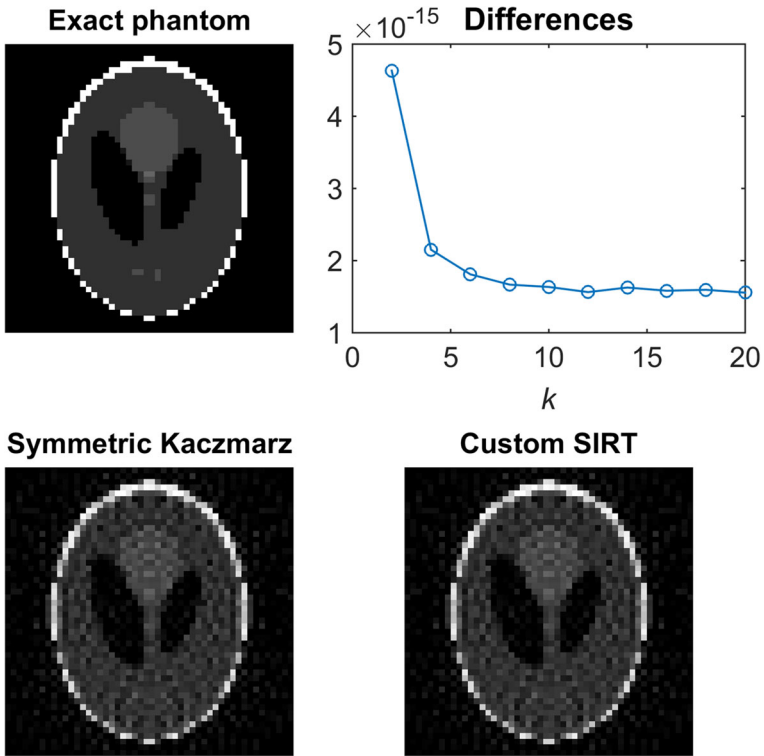 Exact phantom
×10⁻¹⁵ Differences
5
4
3
2
1
0 5 10 15 20
k
Symmetric Kaczmarz
Custom SIRT